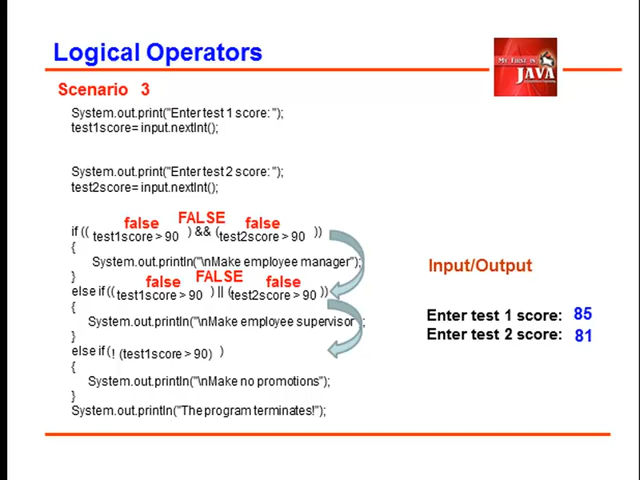 Logical Operators
MY FIRST IN
JAVA
Scenario 3
System.out.print("Enter test 1 score: ");
test1score= input.nextInt();
System.out.print("Enter test 2 score: ");
test2score= input.nextInt();
false FALSE false
if (( test1score > 90 ) && (test2score > 90 ))
{
System.out.println("\nMake employee manager");
}
false FALSE false
else if ((test1score > 90 ) || (test2score > 90 ))
{
System.out.println("\nMake employee supervisor ;
}
else if (! (test1score > 90) )
{
System.out.println("\nMake no promotions");
}
System.out.println("The program terminates!");
Input/Output
Enter test 1 score: 85
Enter test 2 score: 81